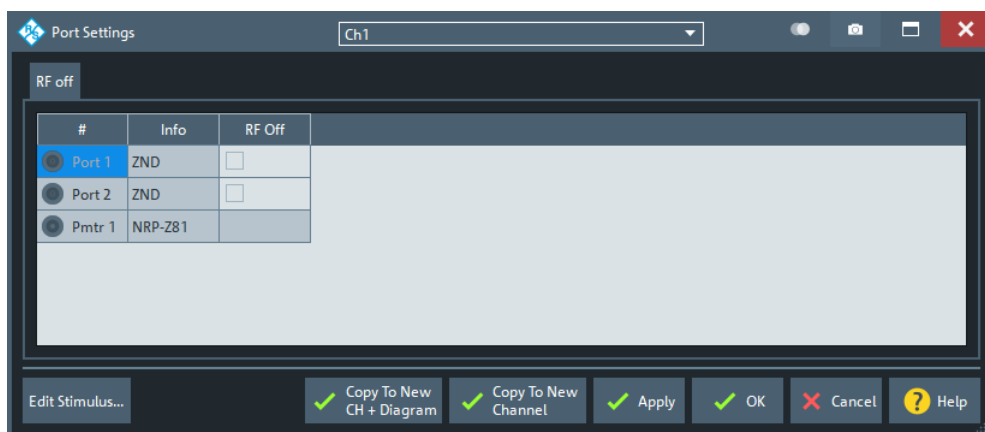 Port Settings
Ch1
RF off
# Info RF Off
Port 1 ZND
Port 2 ZND
Pmtr 1 NRP-Z81
Edit Stimulus...
Copy To New
CH + Diagram
Copy To New
Channel
Apply
OK
Cancel
? Help